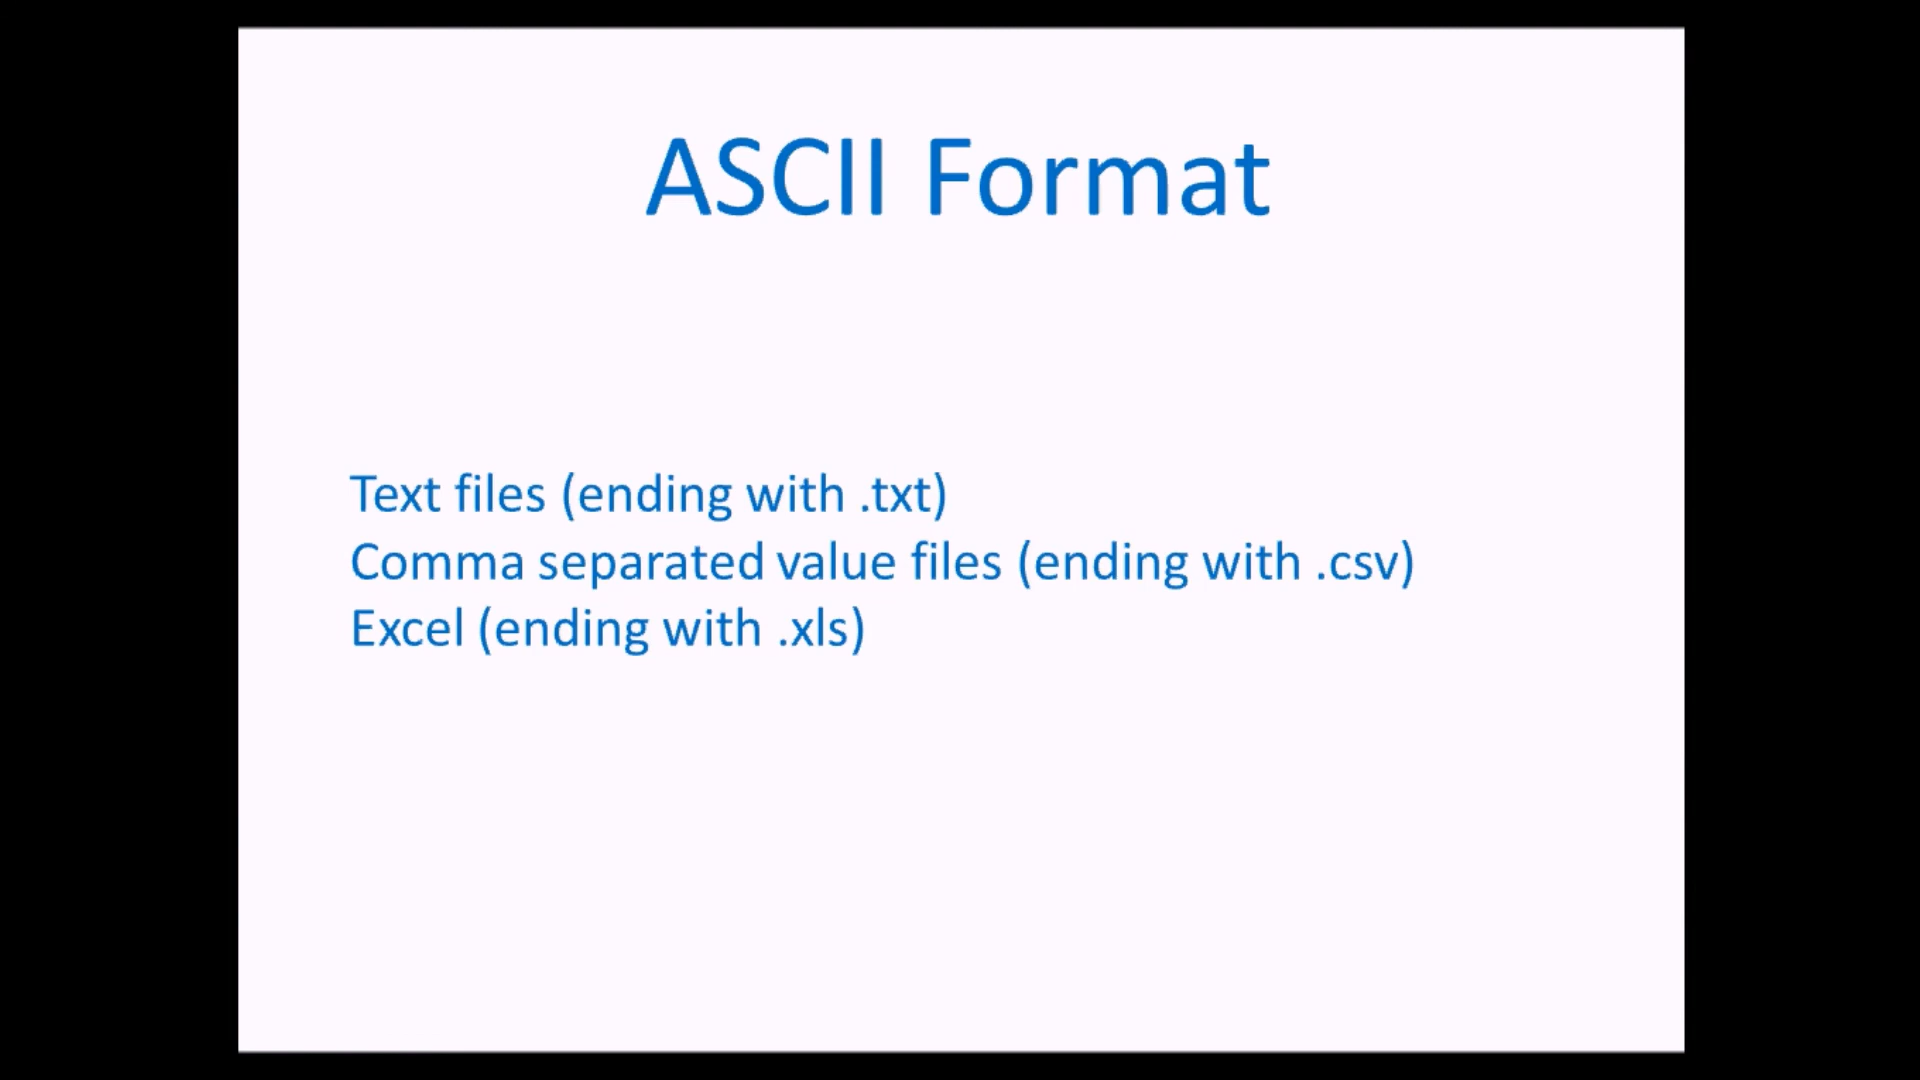 ASCII Format
Text files (ending with .txt)
Comma separated value files (ending with .csv)
Excel (ending with .xls)